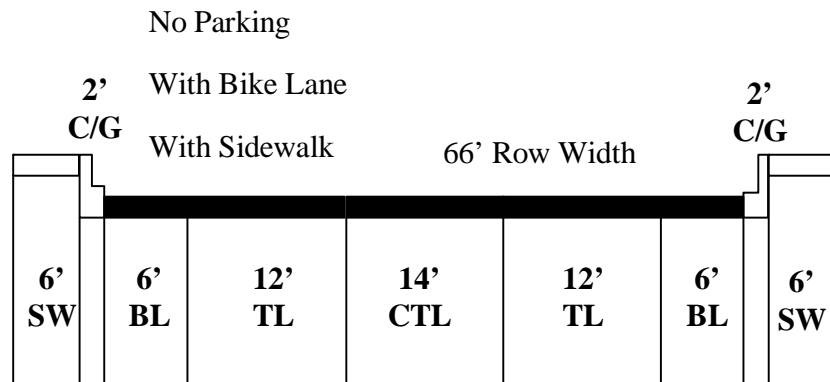 No Parking
With Bike Lane
With Sidewalk
2’
C/G
66’ Row Width
2’
C/G
6’
SW
6’
BL
12’
TL
14’
CTL
12’
TL
6’
BL
6’
SW